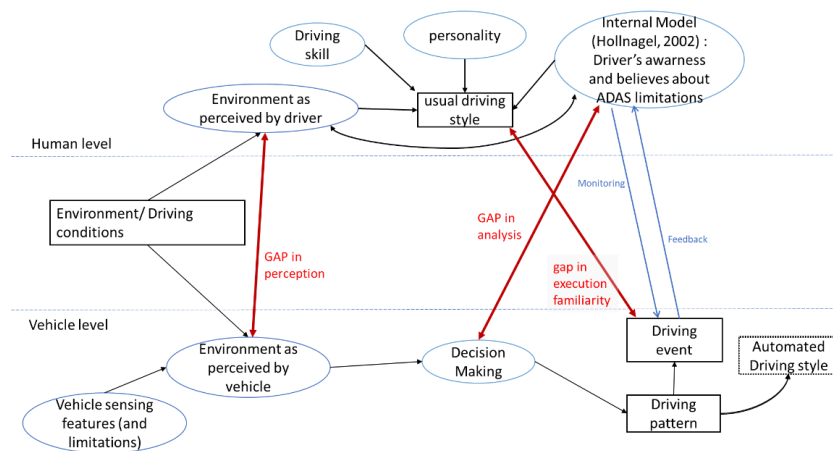 Driving
skill
personality
Internal Model
(Hollnagel, 2002) :
Driver's awarness
and believes about
ADAS limitations
Environment as
perceived by driver
usual driving
style
Human level
Environment/ Driving
conditions
GAP in
perception
GAP in
analysis
gap in
execution
familiarity
Monitoring
Feedback
Vehicle level
Environment as
perceived by
vehicle
Decision
Making
Driving
event
Automated
Driving style
Vehicle sensing
features (and
limitations)
Driving
pattern